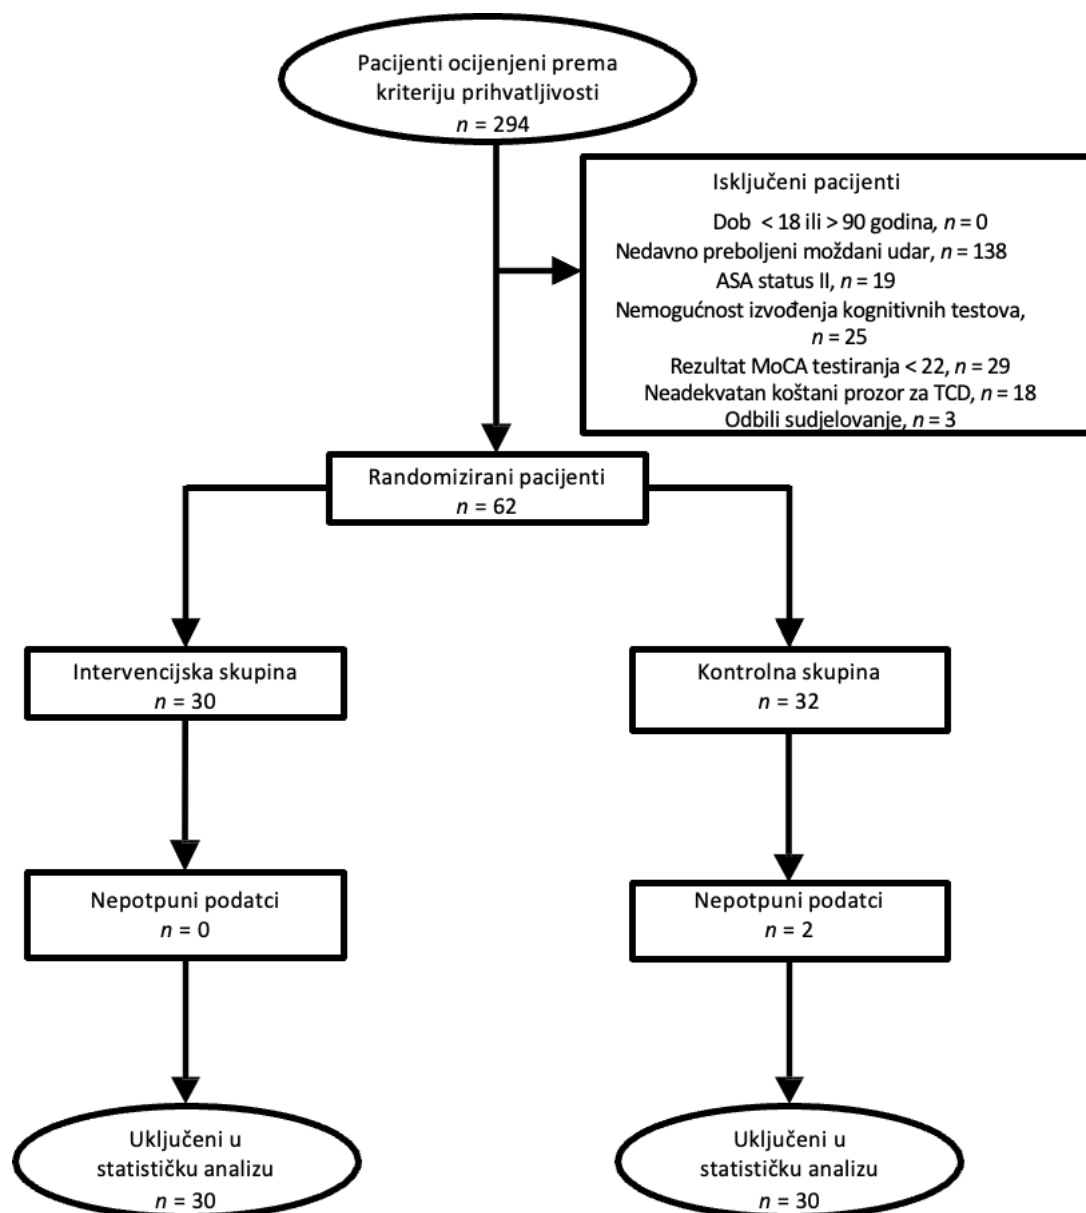 Pacijenti ocijenjeni prema
kriteriju prihvatljivosti
n = 294
Isključeni pacijenti
Dob < 18 ili > 90 godina, n = 0
Nedavno preboljeni moždani udar, n = 138
ASA status II, n = 19
Nemogućnost izvođenja kognitivnih testova,
n = 25
Rezultat MoCA testiranja < 22, n = 29
Neadekvatan koštani prozor za TCD, n = 18
Odbili sudjelovanje, n = 3
Randomizirani pacijenti
n = 62
Intervencijska skupina
n = 30
Kontrolna skupina
n = 32
Nepotpuni podatci
n = 0
Nepotpuni podatci
n = 2
Uključeni u
statističku analizu
n = 30
Uključeni u
statističku analizu
n = 30